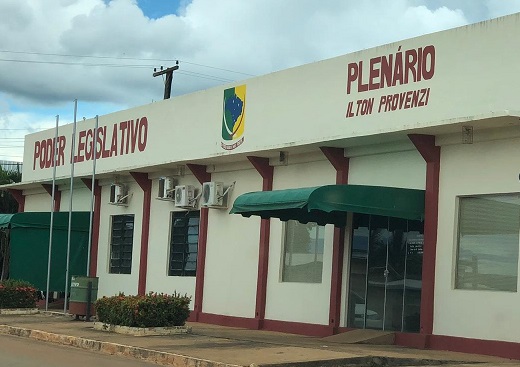 PODER LEGISLATIVO
PLENÁRIO
ILTON PROVENZI